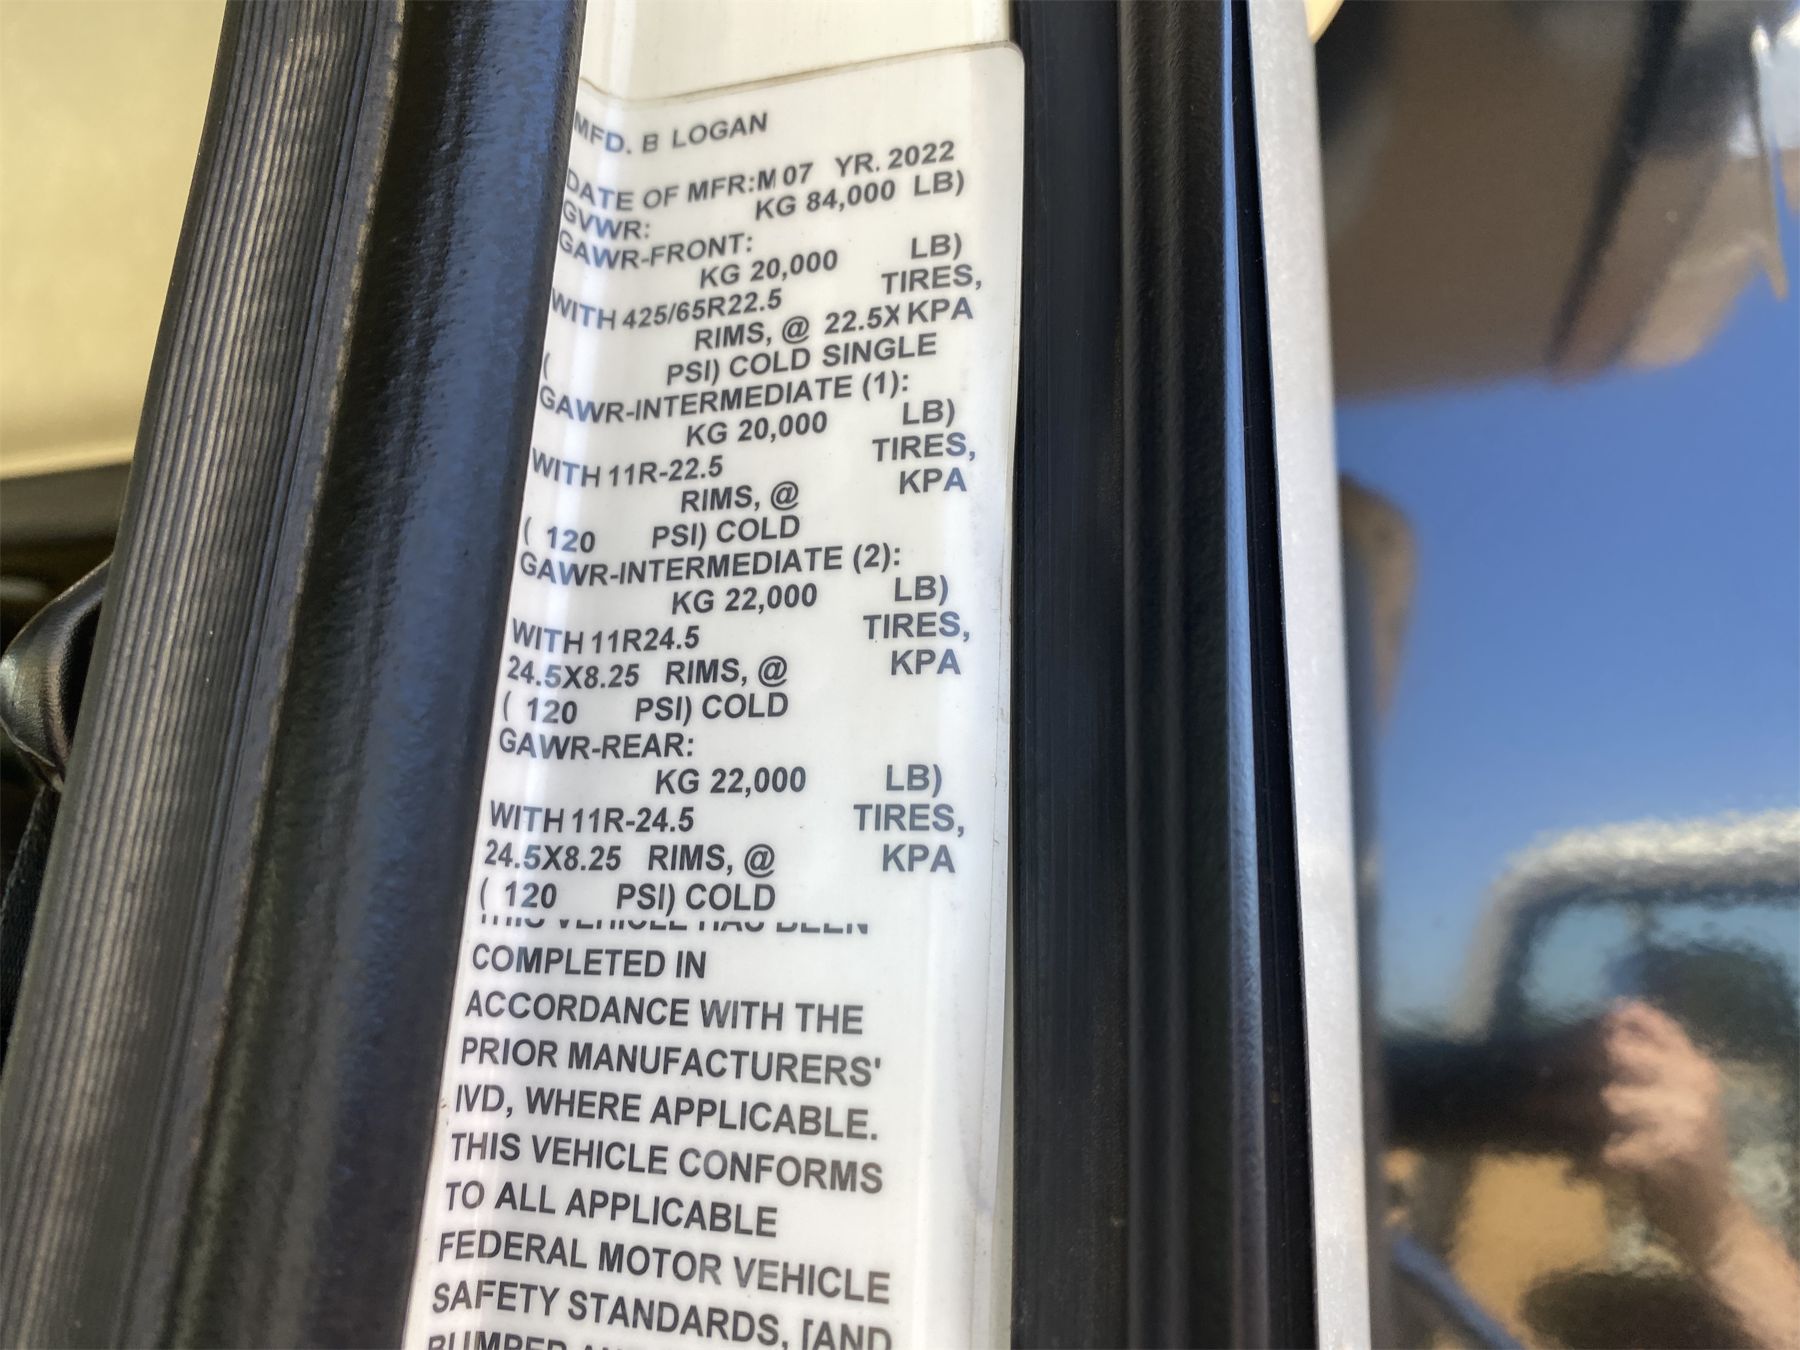 MFD. B LOGAN
DATE OF MFR:M 07 YR. 2022
GVWR: KG 84,000 LB)
GAWR-FRONT:
KG 20,000 LB)
WITH 425/65R22.5 TIRES,
RIMS, @ 22.5X KPA
( PSI) COLD SINGLE
GAWR-INTERMEDIATE (1):
KG 20,000 LB)
WITH 11R-22.5 TIRES,
RIMS, @ KPA
( 120 PSI) COLD
GAWR-INTERMEDIATE (2):
KG 22,000 LB)
WITH 11R24.5 TIRES,
24.5X8.25 RIMS, @ KPA
( 120 PSI) COLD
GAWR-REAR:
KG 22,000 LB)
WITH 11R-24.5 TIRES,
24.5X8.25 RIMS, @ KPA
( 120 PSI) COLD
THIS VEHICLE HAS BEEN
COMPLETED IN
ACCORDANCE WITH THE
PRIOR MANUFACTURERS'
IVD, WHERE APPLICABLE.
THIS VEHICLE CONFORMS
TO ALL APPLICABLE
FEDERAL MOTOR VEHICLE
SAFETY STANDARDS, [AND
BUMPER